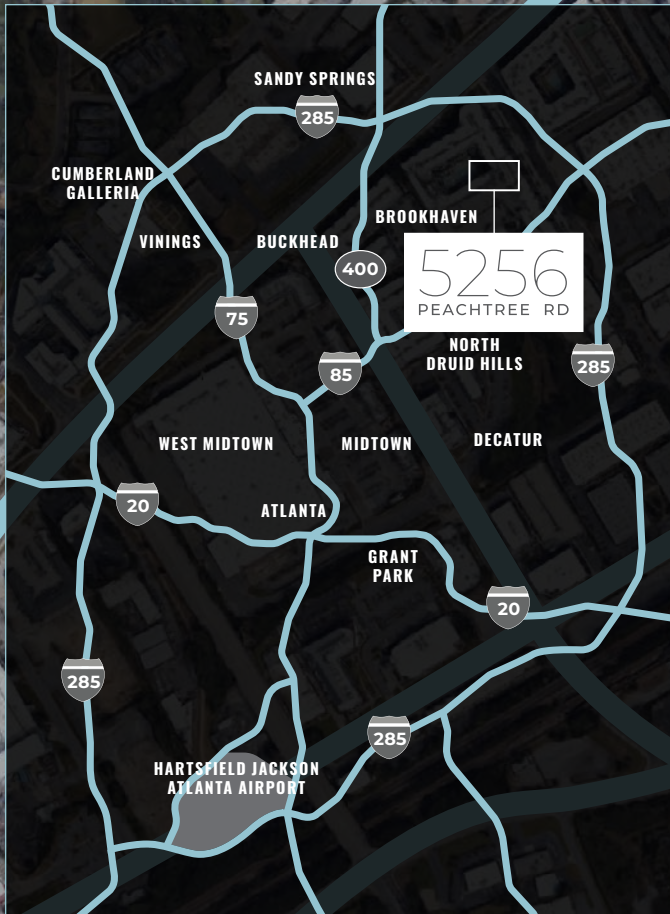 SANDY SPRINGS
285
CUMBERLAND
GALLERIA
BROOKHAVEN
VININGS
BUCKHEAD
400
5256
PEACHTREE RD
75
NORTH
DRUID HILLS
285
85
WEST MIDTOWN
MIDTOWN
DECATUR
20
ATLANTA
GRANT
PARK
20
285
285
HARTSFIELD JACKSON
ATLANTA AIRPORT